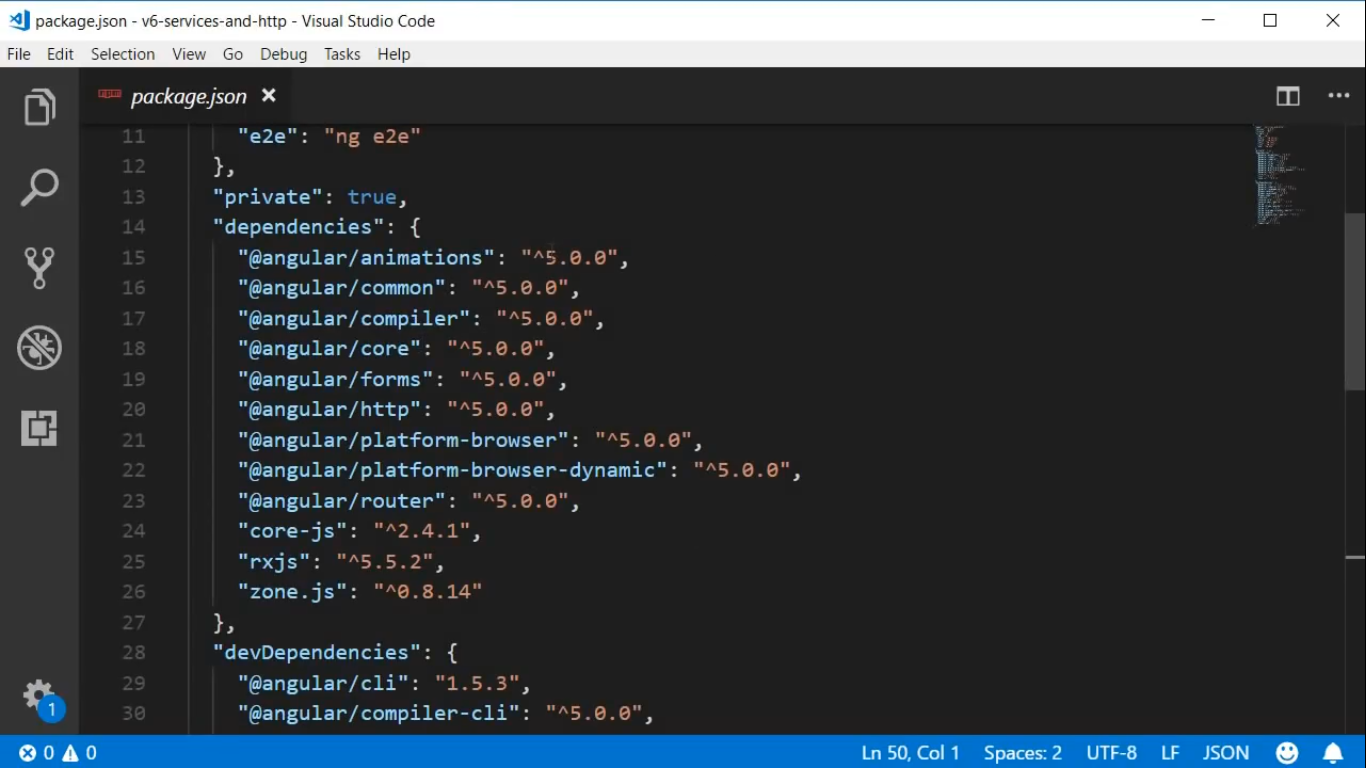 package.json - v6-services-and-http - Visual Studio Code
File Edit Selection View Go Debug Tasks Help
npm package.json
11 "e2e": "ng e2e"
12 },
13 "private": true,
14 "dependencies": {
15 "@angular/animations": "^5.0.0",
16 "@angular/common": "^5.0.0",
17 "@angular/compiler": "^5.0.0",
18 "@angular/core": "^5.0.0",
19 "@angular/forms": "^5.0.0",
20 "@angular/http": "^5.0.0",
21 "@angular/platform-browser": "^5.0.0",
22 "@angular/platform-browser-dynamic": "^5.0.0",
23 "@angular/router": "^5.0.0",
24 "core-js": "^2.4.1",
25 "rxjs": "^5.5.2",
26 "zone.js": "^0.8.14"
27 },
28 "devDependencies": {
29 "@angular/cli": "1.5.3",
30 "@angular/compiler-cli": "^5.0.0",
1
0 0 Ln 50, Col 1 Spaces: 2 UTF-8 LF JSON